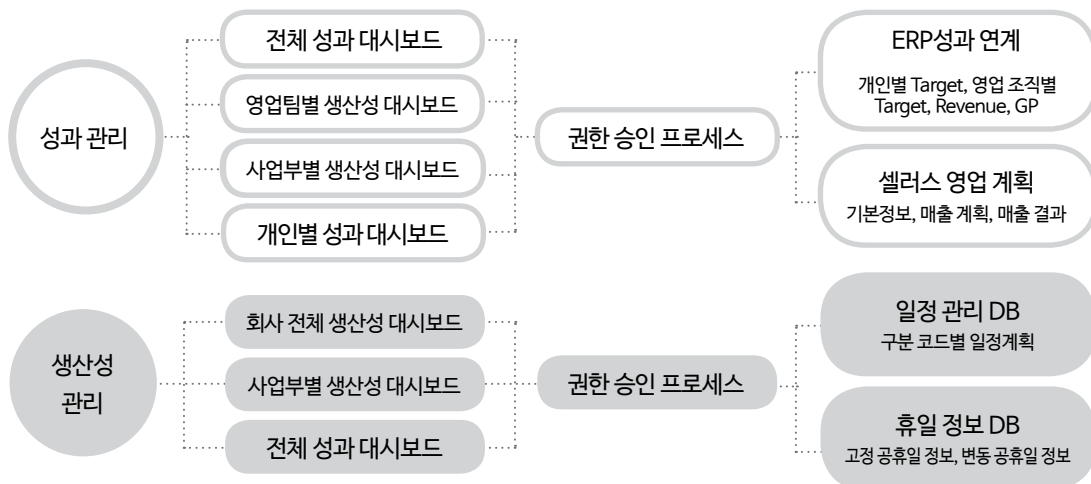 성과 관리
전체 성과 대시보드
영업팀별 생산성 대시보드
사업부별 생산성 대시보드
개인별 성과 대시보드
권한 승인 프로세스
ERP성과 연계
개인별 Target, 영업 조직별
Target, Revenue, GP
셀러스 영업 계획
기본정보, 매출 계획, 매출 결과
생산성
관리
회사 전체 생산성 대시보드
사업부별 생산성 대시보드
전체 성과 대시보드
권한 승인 프로세스
일정 관리 DB
구분 코드별 일정계획
휴일 정보 DB
고정 공휴일 정보, 변동 공휴일 정보